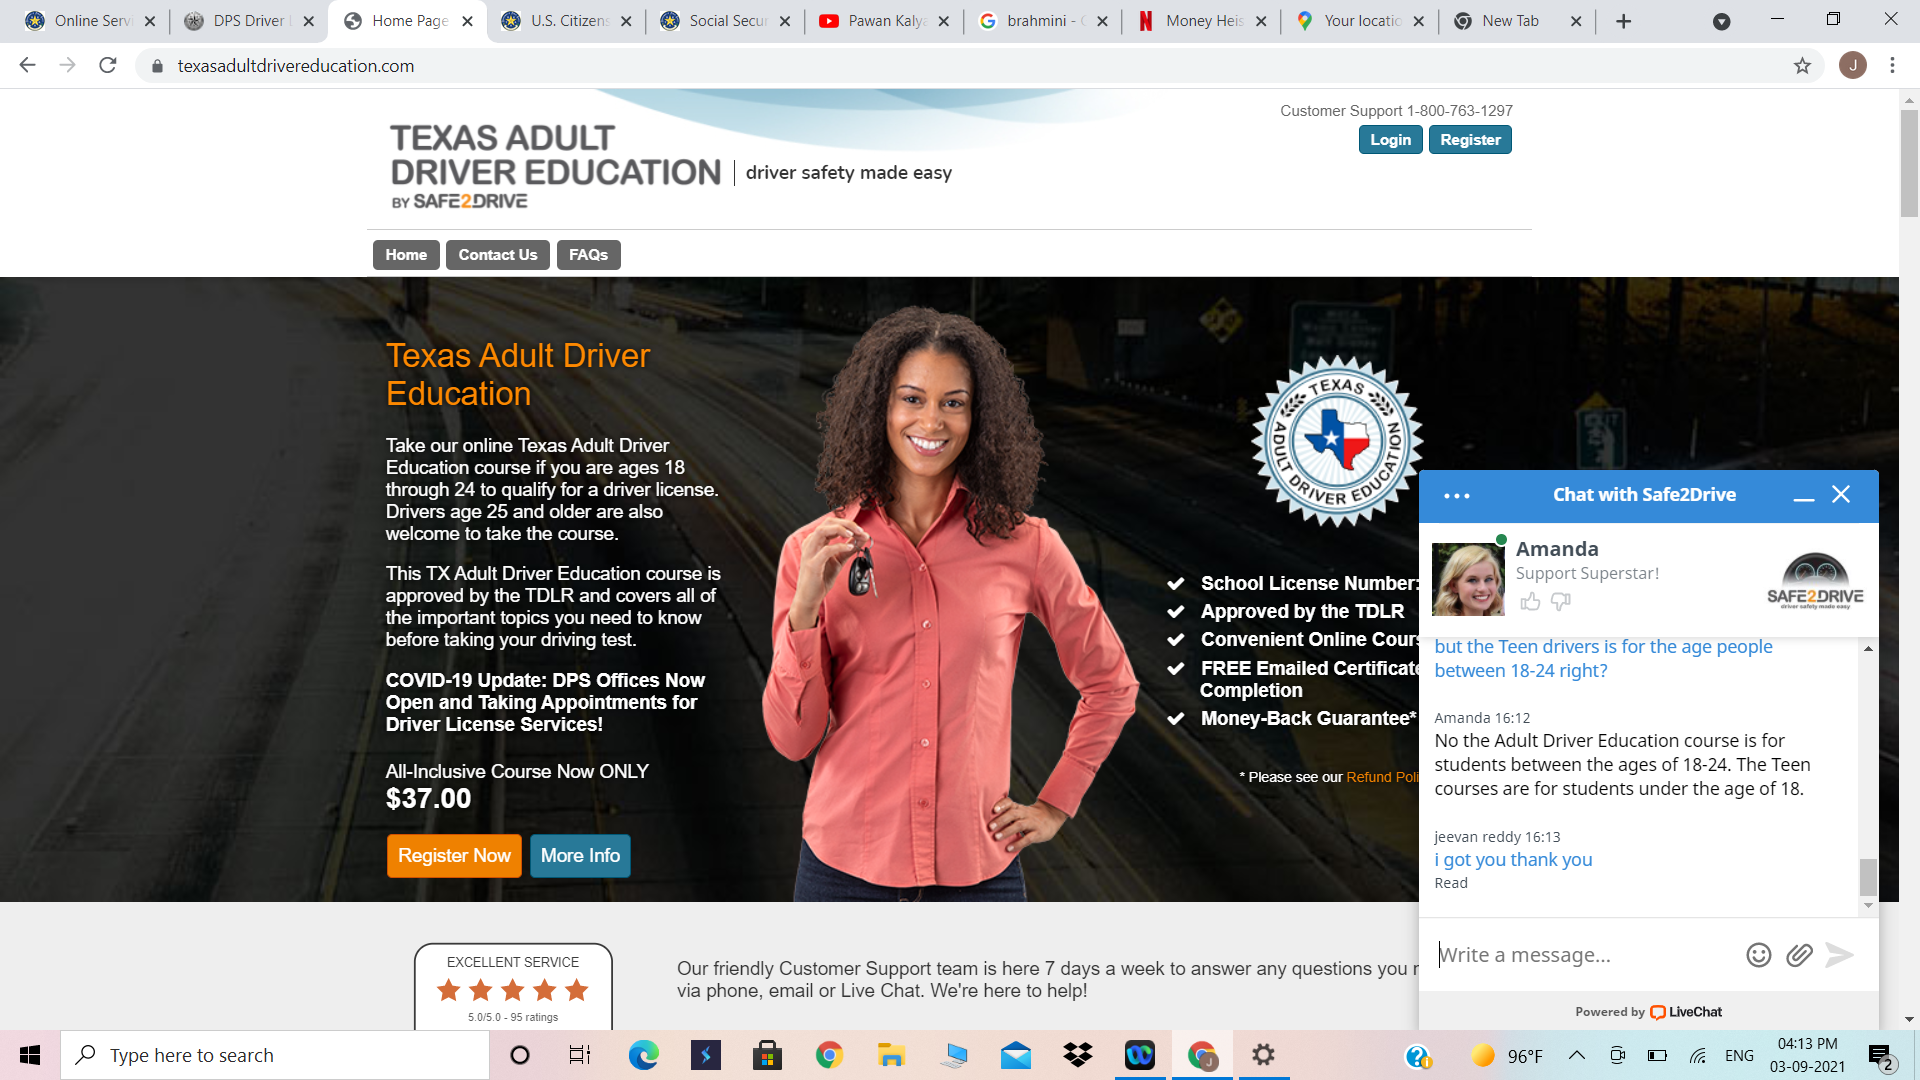 Online Servi
DPS Driver L
Home Page
U.S. Citizens
Social Secur
Pawan Kalya
brahmini - G
Money Heis
Your locatio
New Tab
texasadultdrivereducation.com
J
Customer Support 1-800-763-1297
Login
Register
TEXAS ADULT
DRIVER EDUCATION
driver safety made easy
BY SAFE2DRIVE
Home
Contact Us
FAQs
Texas Adult Driver
Education
Take our online Texas Adult Driver
Education course if you are ages 18
through 24 to qualify for a driver license.
Drivers age 25 and older are also
welcome to take the course.
This TX Adult Driver Education course is
approved by the TDLR and covers all of
the important topics you need to know
before taking your driving test.
COVID-19 Update: DPS Offices Now
Open and Taking Appointments for
Driver License Services!
All-Inclusive Course Now ONLY
$37.00
Register Now
More Info
TEXAS
ADULT DRIVER EDUCATION
School License Number:
Approved by the TDLR
Convenient Online Cours
FREE Emailed Certificate
Completion
Money-Back Guarantee*
* Please see our Refund Poli
Chat with Safe2Drive
Amanda
Support Superstar!
SAFE2DRIVE
driver safety made easy
but the Teen drivers is for the age people
between 18-24 right?
Amanda 16:12
No the Adult Driver Education course is for
students between the ages of 18-24. The Teen
courses are for students under the age of 18.
jeevan reddy 16:13
i got you thank you
Read
Write a message...
Powered by LiveChat
EXCELLENT SERVICE
5.0/5.0 - 95 ratings
Our friendly Customer Support team is here 7 days a week to answer any questions you
via phone, email or Live Chat. We're here to help!
Type here to search
J
96°F
ENG
04:13 PM
03-09-2021
2